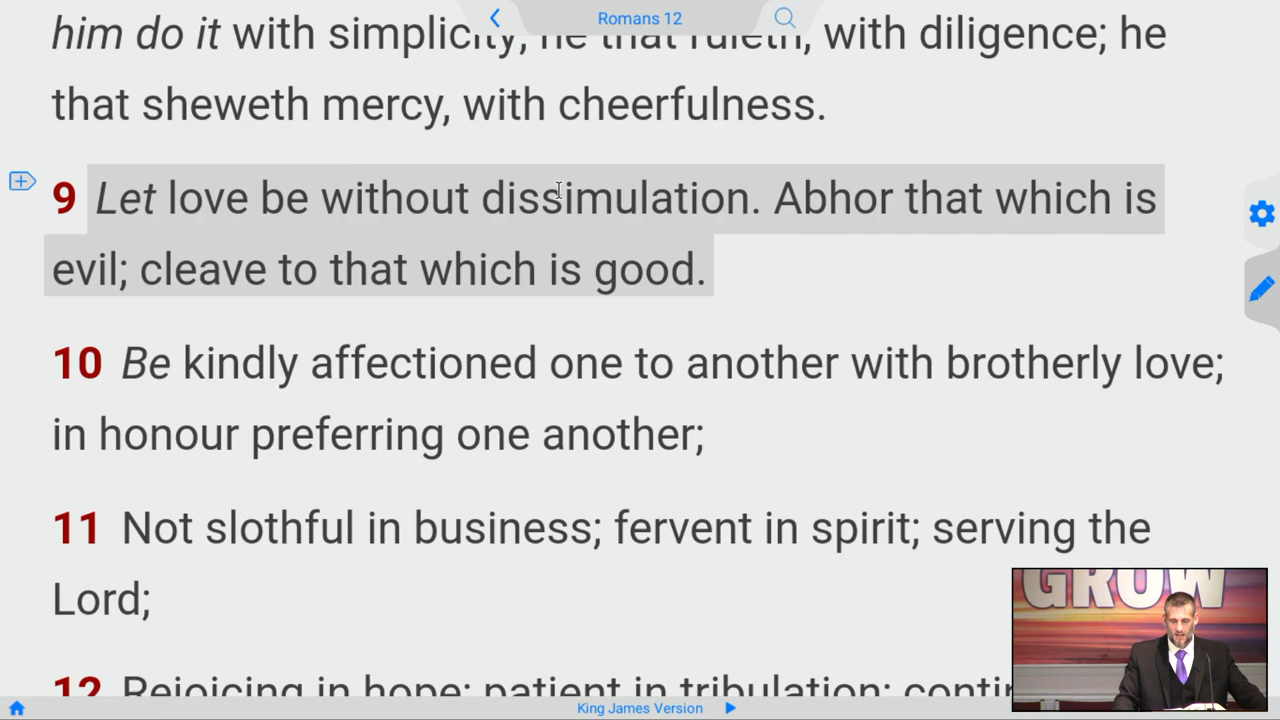 Romans 12
him do it with simplicity, he that ruleth, with diligence; he
that sheweth mercy, with cheerfulness.
9 Let love be without dissimulation. Abhor that which is
evil; cleave to that which is good.
10 Be kindly affectioned one to another with brotherly love;
in honour preferring one another;
11 Not slothful in business; fervent in spirit; serving the
Lord;
12 Rejoicing in hope; patient in tribulation;
GROW
King James Version